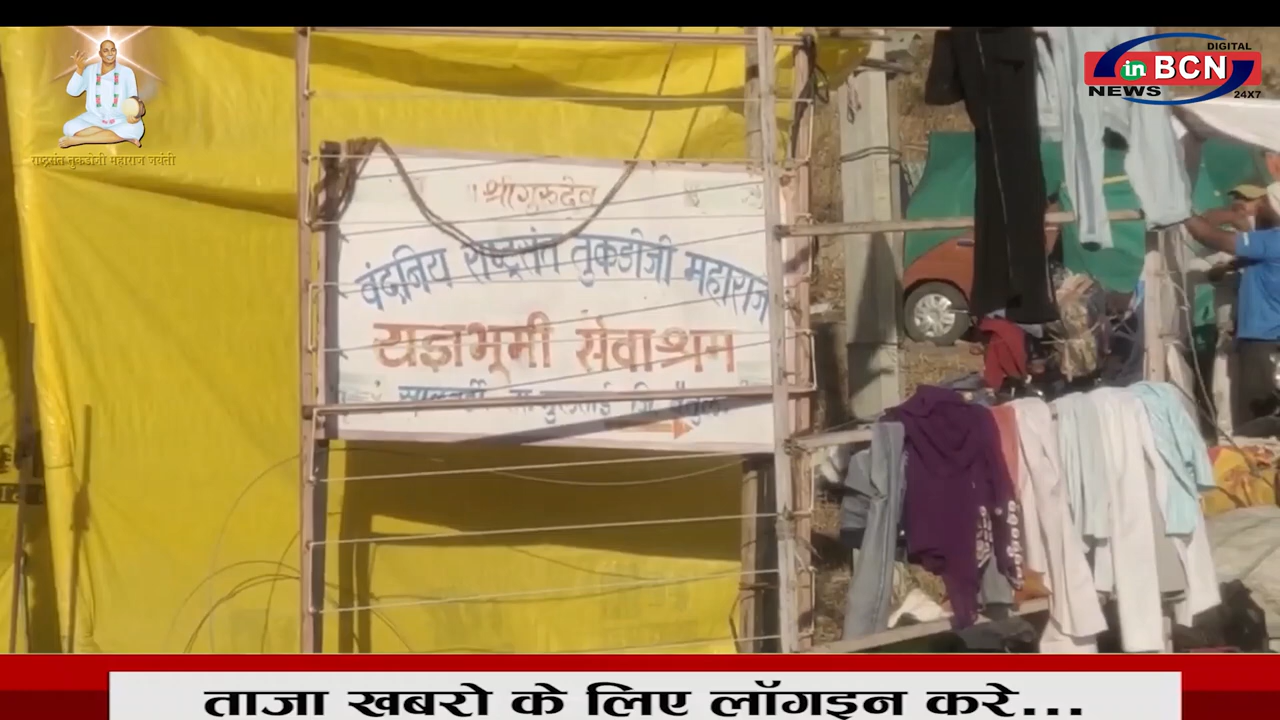 राष्ट्रसंत तुकडोजी महाराज जयंती
DIGITAL
in BCN
NEWS 24X7
श्रीगुरुदेव
वंदनिय राष्ट्रसंत तुकडोजी महाराज
यज्ञभूमी सेवाश्रम
ताजा खबरो के लिए लॉगइन करे...